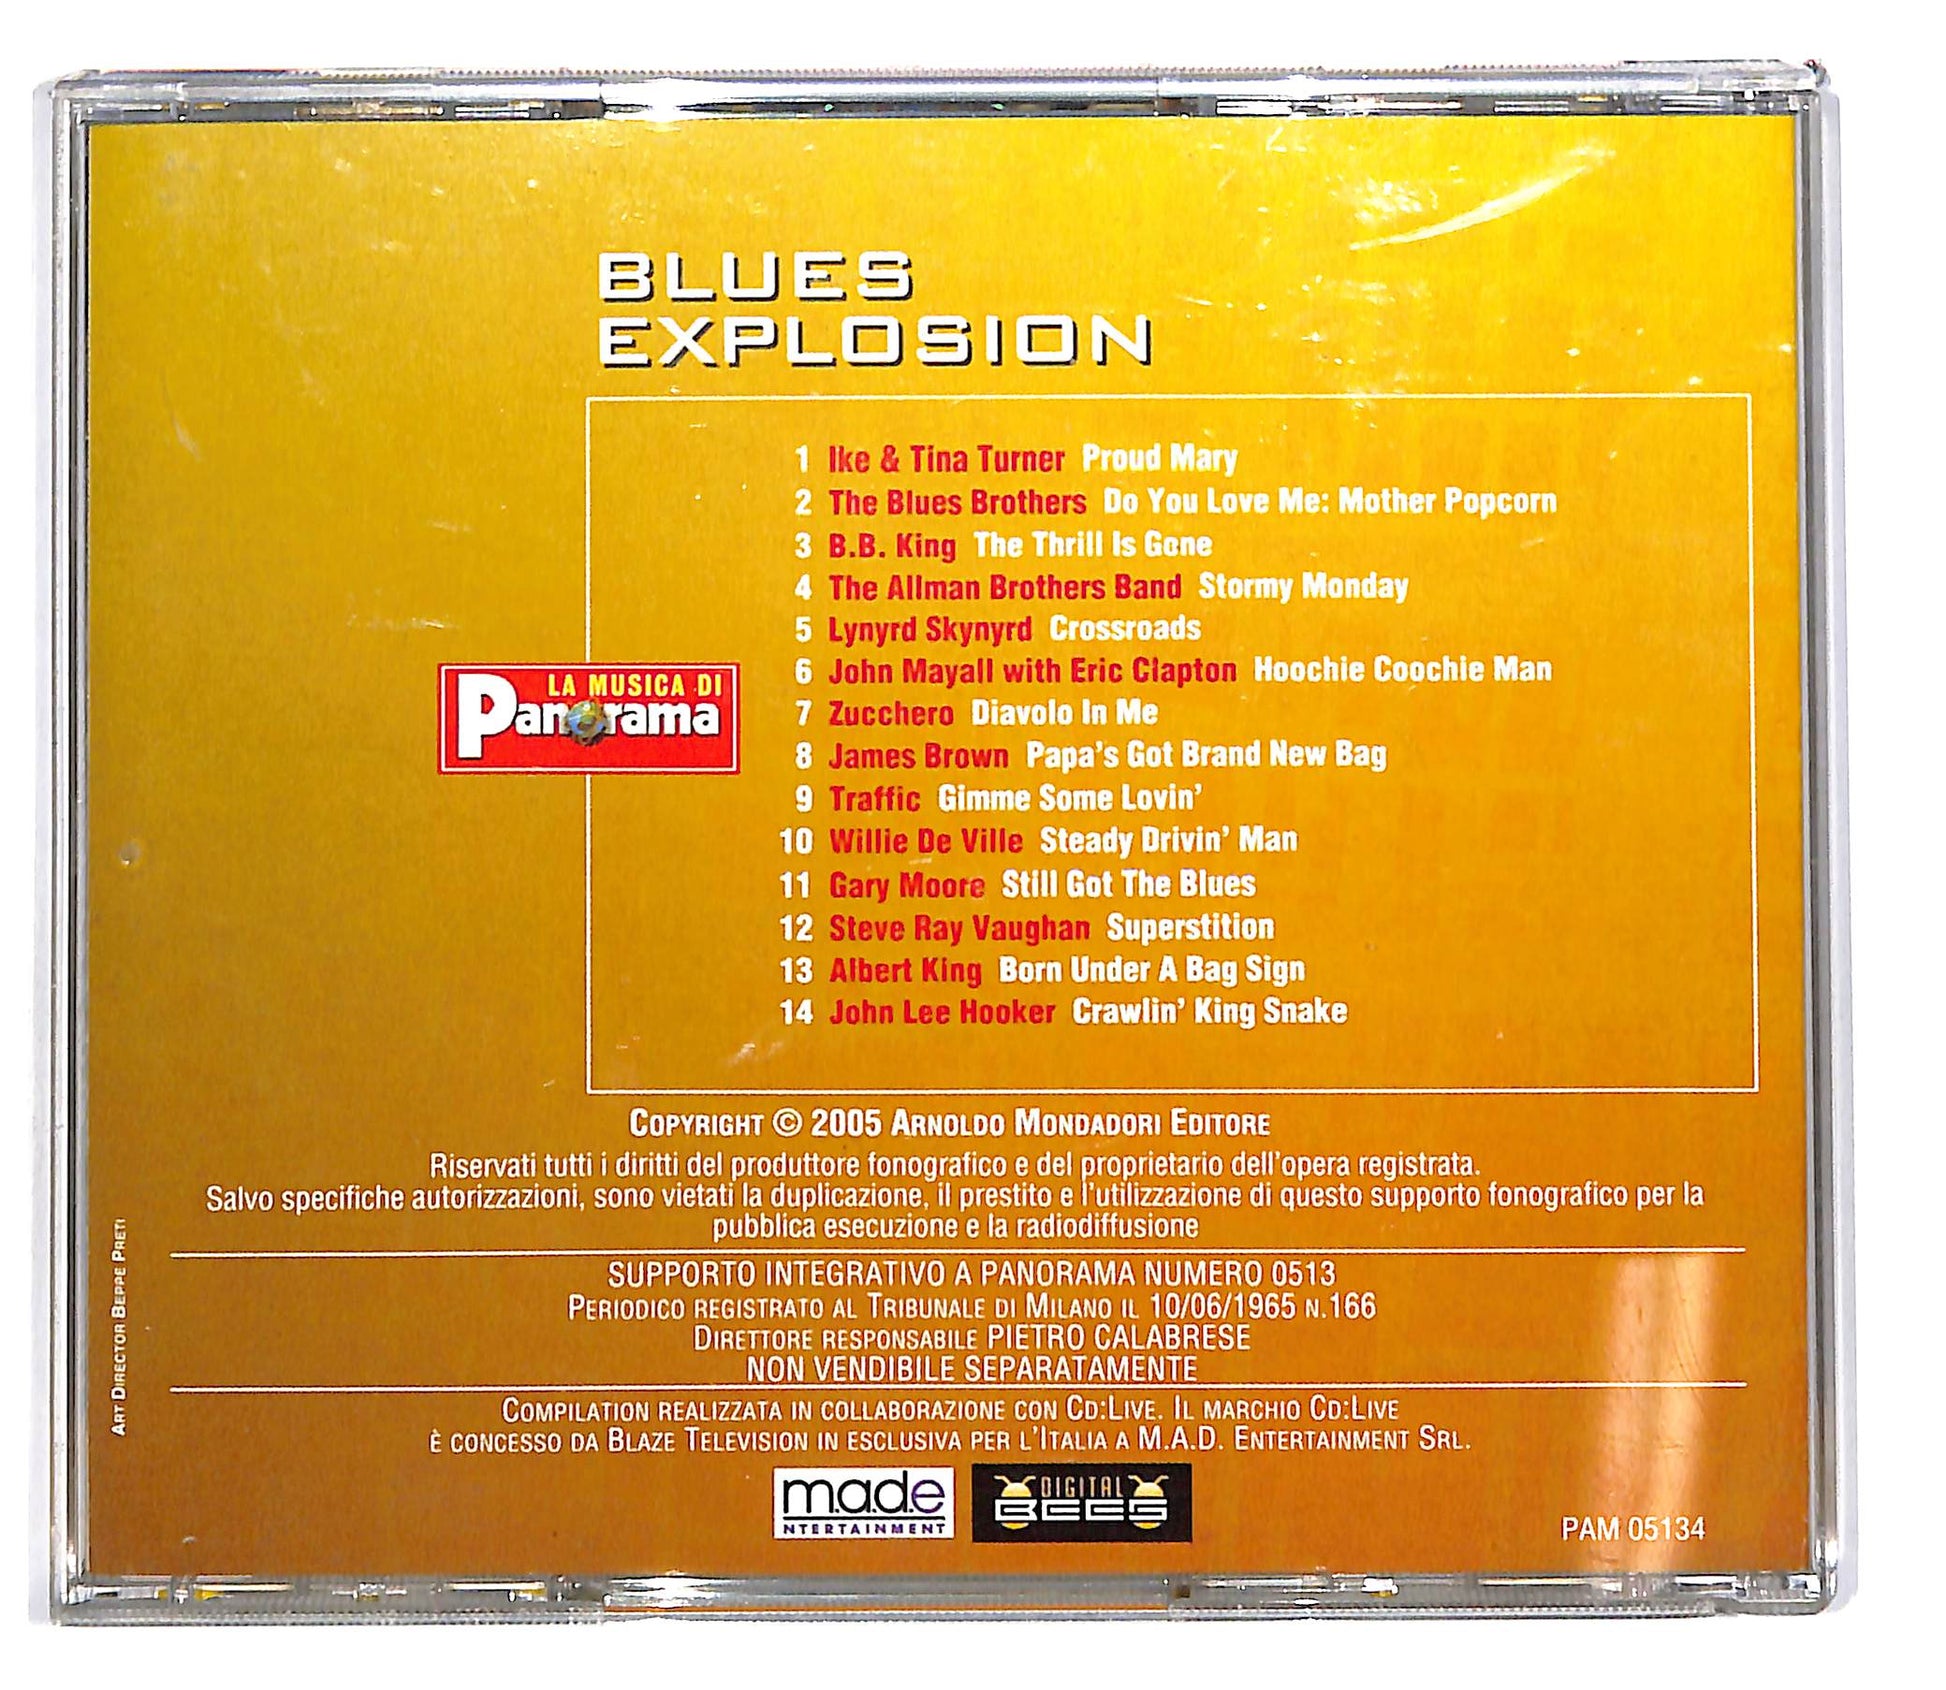 BLUES
EXPLOSION
1 Ike & Tina Turner Proud Mary
2 The Blues Brothers Do You Love Me: Mother Popcorn
3 B.B. King The Thrill Is Gone
4 The Allman Brothers Band Stormy Monday
5 Lynyrd Skynyrd Crossroads
6 John Mayall with Eric Clapton Hoochie Coochie Man
7 Zucchero Diavolo In Me
8 James Brown Papa's Got Brand New Bag
9 Traffic Gimme Some Lovin'
10 Willie De Ville Steady Drivin' Man
11 Gary Moore Still Got The Blues
12 Steve Ray Vaughan Superstition
13 Albert King Born Under A Bag Sign
14 John Lee Hooker Crawlin' King Snake
LA MUSICA DI
Panorama
COPYRIGHT © 2005 ARNOLDO MONDADORI EDITORE
Riservati tutti i diritti del produttore fonografico e del proprietario dell'opera registrata.
Salvo specifiche autorizzazioni, sono vietati la duplicazione, il prestito e l'utilizzazione di questo supporto fonografico per la
pubblica esecuzione e la radiodiffusione
SUPPORTO INTEGRATIVO A PANORAMA NUMERO 0513
PERIODICO REGISTRATO AL TRIBUNALE DI MILANO IL 10/06/1965 N.166
DIRETTORE RESPONSABILE PIETRO CALABRESE
NON VENDIBILE SEPARATAMENTE
COMPILATION REALIZZATA IN COLLABORAZIONE CON CD:LIVE. IL MARCHIO CD:LIVE
È CONCESSO DA BLAZE TELEVISION IN ESCLUSIVA PER L'ITALIA A M.A.D. ENTERTAINMENT SRL.
m.a.d.e
NTERTAINMENT
DIGITAL
BEES
PAM 05134
ART DIRECTOR BEPPE PRETI